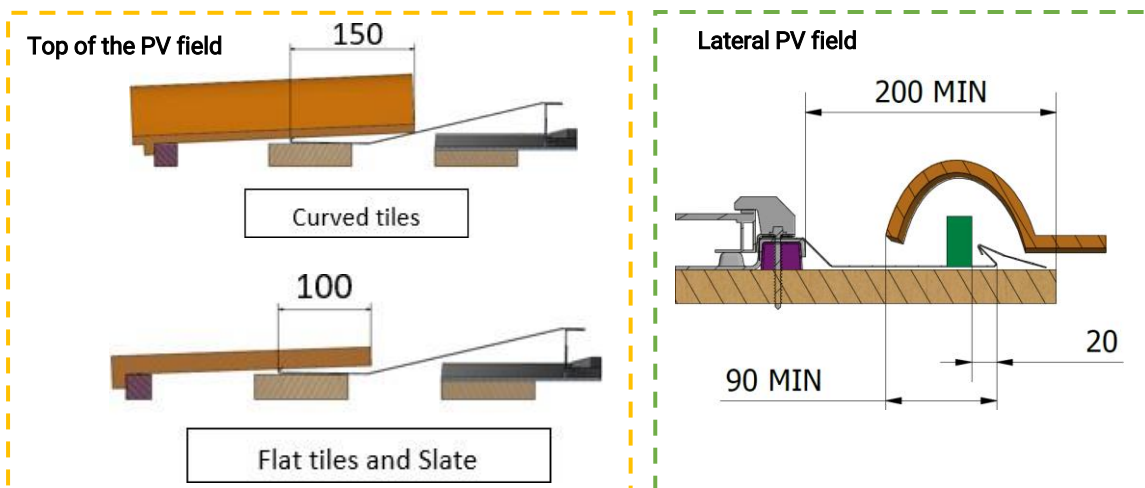 Top of the PV field
150
Curved tiles
100
Flat tiles and Slate
Lateral PV field
200 MIN
20
90 MIN